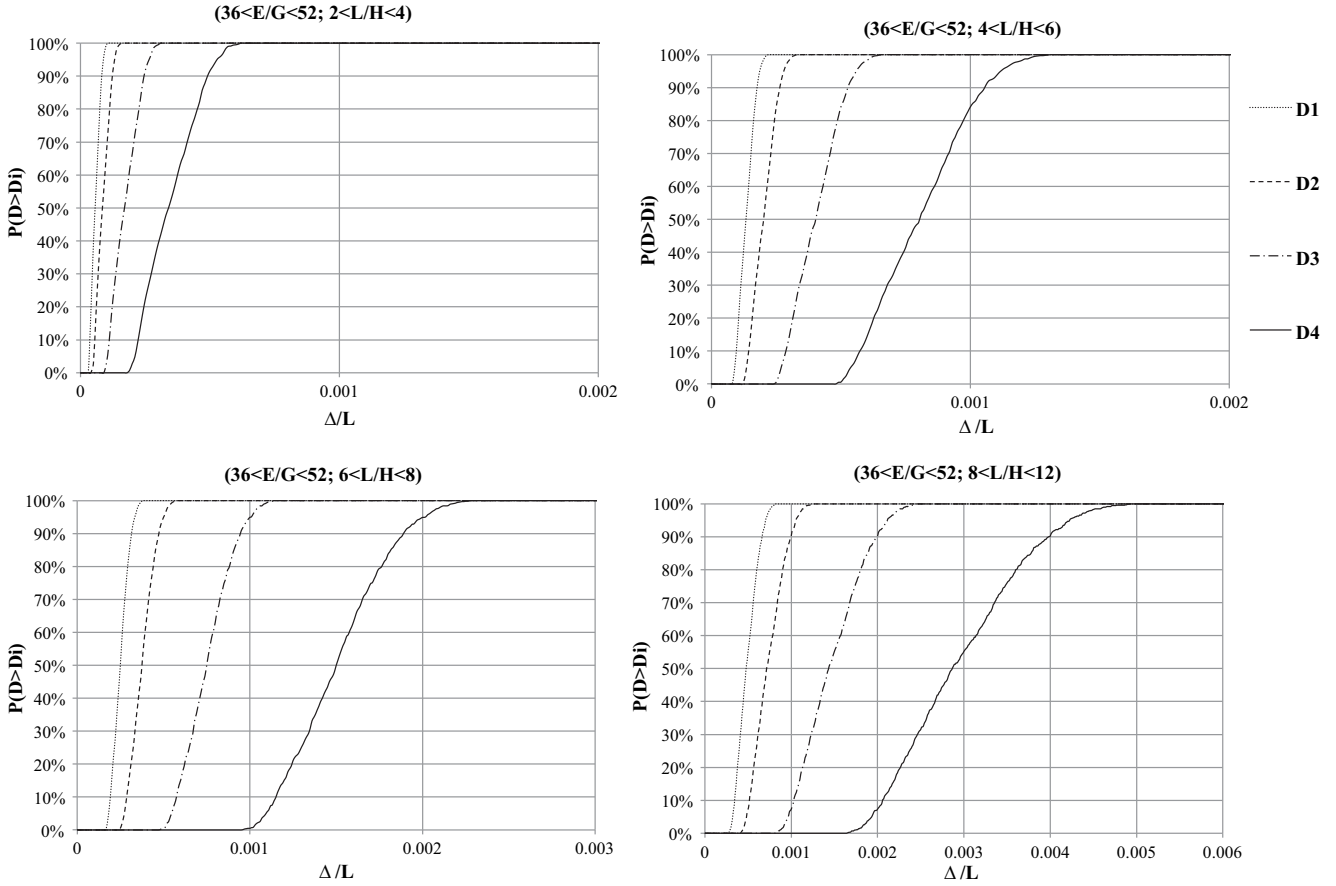 (36<E/G<52; 2<L/H<4)
100%
90%
80%
70%
60%
50%
40%
30%
20%
10%
0%
P(D>Di)
0 0.001 0.002
Δ/L
(36<E/G<52; 4<L/H<6)
100%
90%
80%
70%
60%
50%
40%
30%
20%
10%
0%
P(D>Di)
0 0.001 0.002
Δ /L
D1
D2
D3
D4
(36<E/G<52; 6<L/H<8)
100%
90%
80%
70%
60%
50%
40%
30%
20%
10%
0%
P(D>Di)
0 0.001 0.002 0.003
Δ /L
(36<E/G<52; 8<L/H<12)
100%
90%
80%
70%
60%
50%
40%
30%
20%
10%
0%
P(D>Di)
0 0.001 0.002 0.003 0.004 0.005 0.006
Δ /L